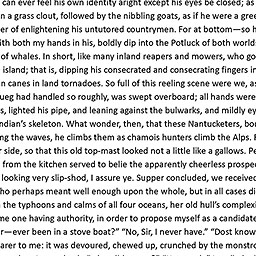 can ever feel his own identity aright except his eyes be closed; as
n a grass clout, followed by the nibbling goats, as if he were a gree
er of enlightening his untutored countrymen. For at bottom—so h
ith both my hands in his, boldly dip into the Potluck of both world
of whales. In short, like many inland reapers and mowers, who go
island; that is, dipping his consecrated and consecrating fingers in
n canes in land tornadoes. So full of this reeling scene were we, as
ueg had handled so roughly, was swept overboard; all hands were
s, lighted his pipe, and leaning against the bulwarks, and mildly ey
ndian's skeleton. What wonder, then, that these Nantucketers, bo
ng the waves, he climbs them as chamois hunters climb the Alps. F
r side, so that this old top-mast looked not a little like a gallows. Pe
from the kitchen served to belie the apparently cheerless prospec
looking very slip-shod, I assure ye. Supper concluded, we received
ho perhaps meant well enough upon the whole, but in all cases di
the typhoons and calms of all four oceans, her old hull's complexi
me one having authority, in order to propose myself as a candidate
r—ever been in a stove boat?" "No, Sir, I never have." "Dost know
arer to me: it was devoured, chewed up, crunched by the monstro